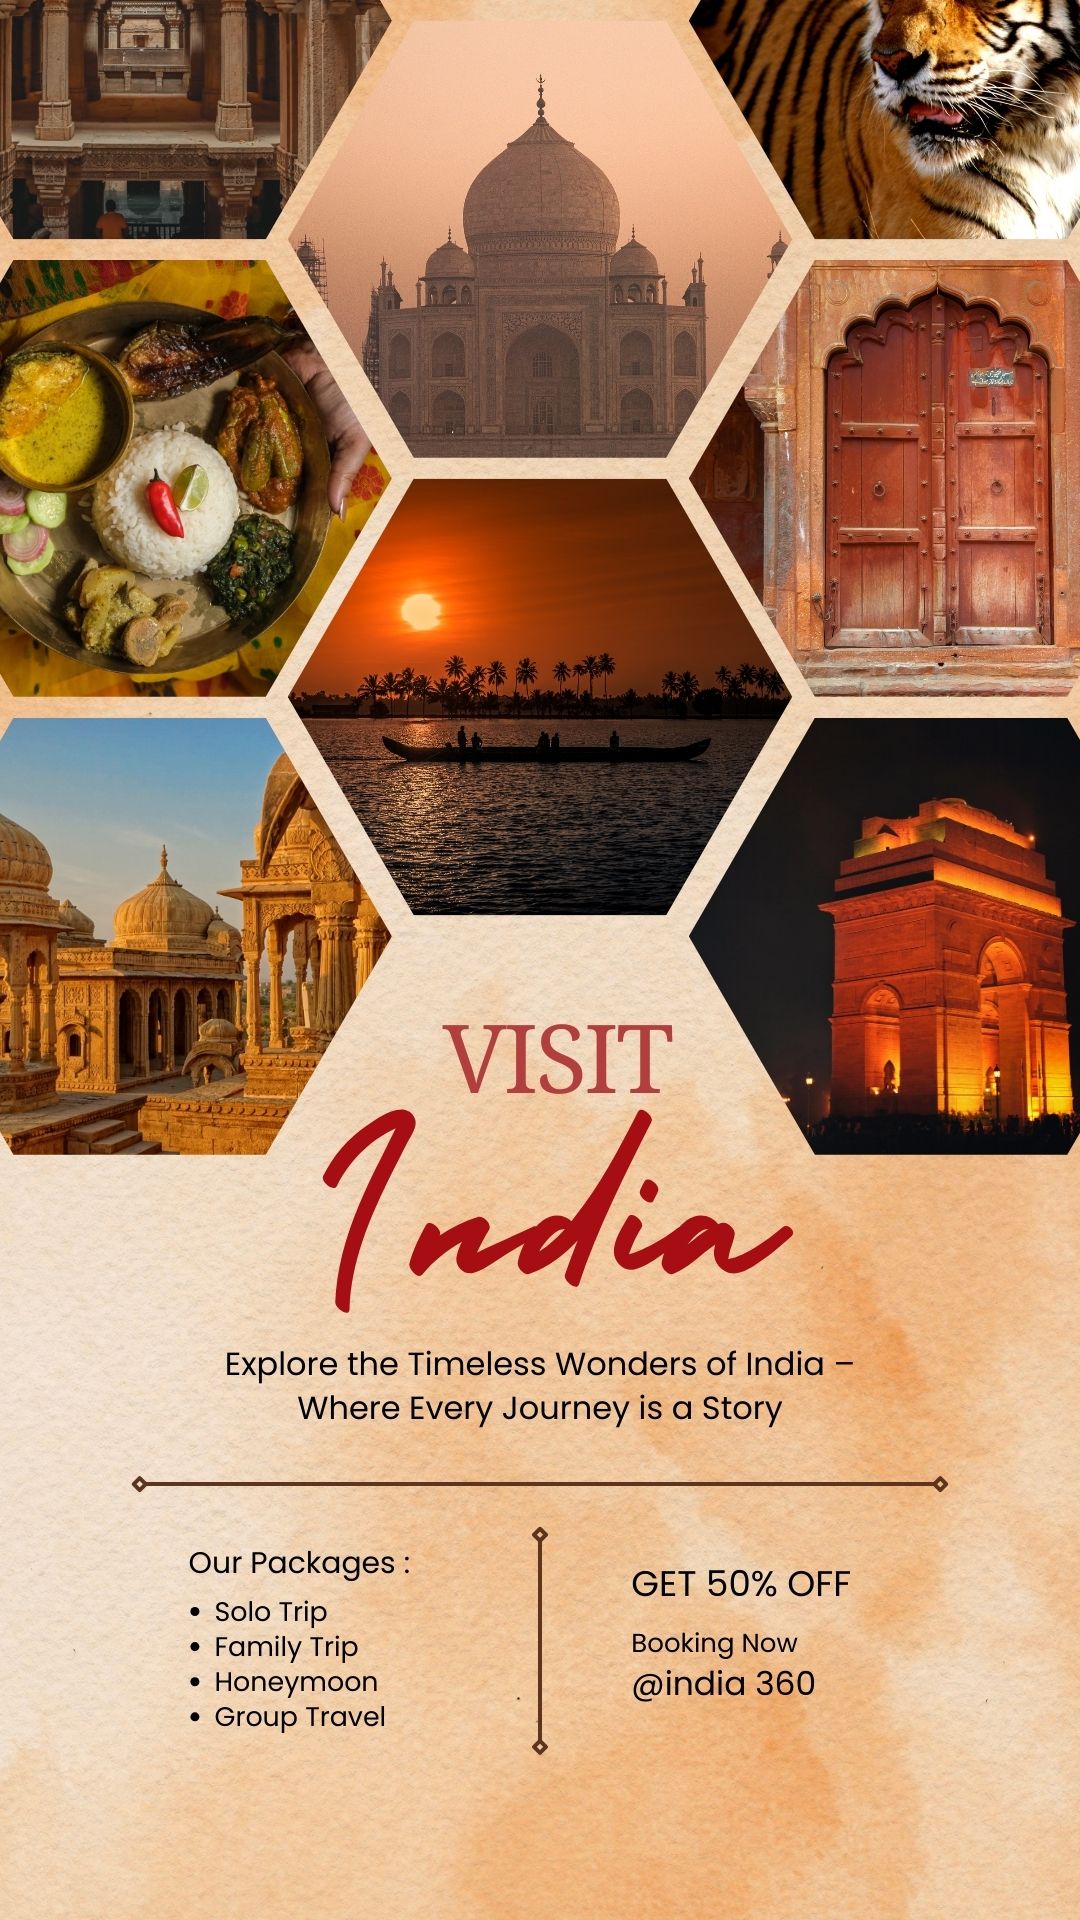 VISIT
India
Explore the Timeless Wonders of India –
Where Every Journey is a Story
Our Packages :
• Solo Trip
• Family Trip
• Honeymoon
• Group Travel
GET 50% OFF
Booking Now
@india 360